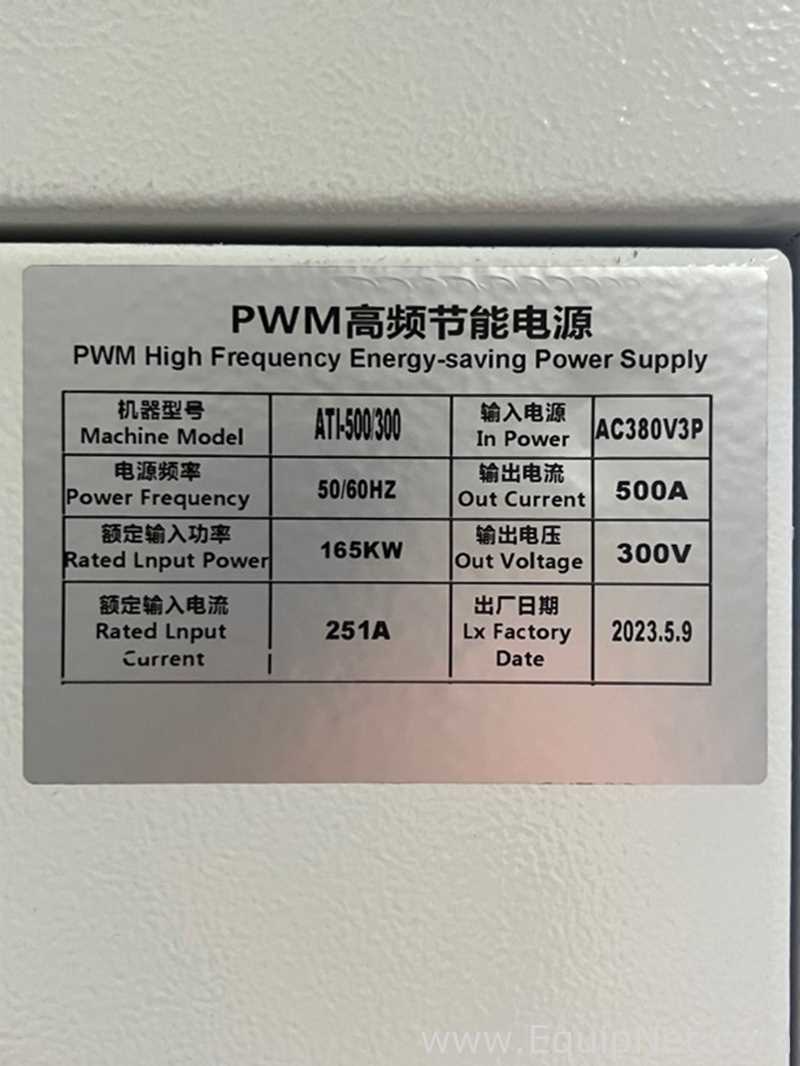 PWM高频节能电源
PWM High Frequency Energy-saving Power Supply
机器型号
Machine Model
ATI-500/300
输入电源
In Power
AC380V3P
电源频率
Power Frequency
50/60HZ
输出电流
Out Current
500A
额定输入功率
Rated Lnput Power
165KW
输出电压
Out Voltage
300V
额定输入电流
Rated Lnput
Current
251A
出厂日期
Lx Factory
Date
2023.5.9
www.EquipNet.com